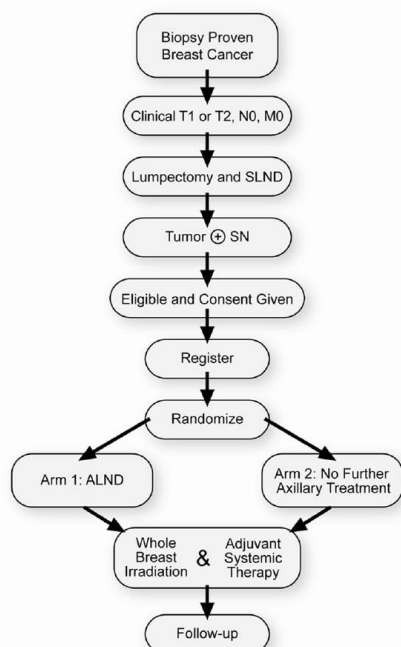 Biopsy Proven
Breast Cancer
Clinical T1 or T2, N0, M0
Lumpectomy and SLND
Tumor ⊕ SN
Eligible and Consent Given
Register
Randomize
Arm 1: ALND
Arm 2: No Further
Axillary Treatment
Whole
Breast
Irradiation
&
Adjuvant
Systemic
Therapy
Follow-up